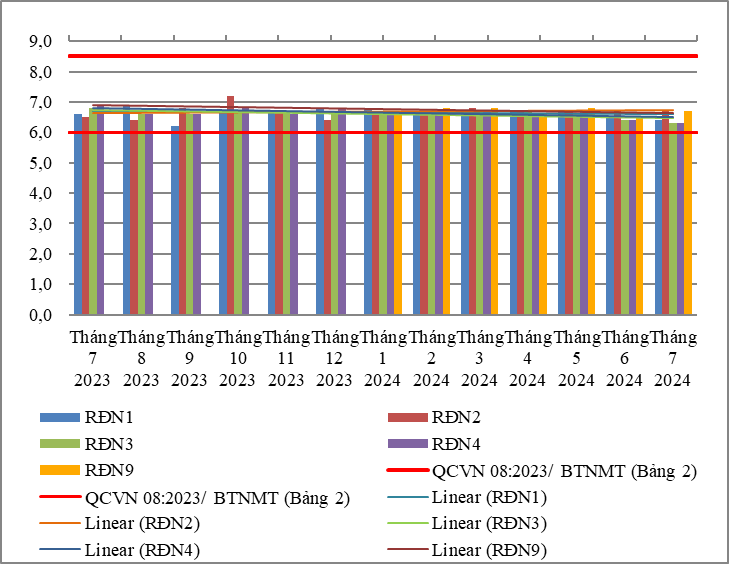 9,0
8,0
7,0
6,0
5,0
4,0
3,0
2,0
1,0
0,0
Tháng Tháng Tháng Tháng Tháng Tháng Tháng Tháng Tháng Tháng Tháng Tháng Tháng
7 8 9 10 11 12 1 2 3 4 5 6 7
2023 2023 2023 2023 2023 2023 2024 2024 2024 2024 2024 2024 2024
RĐN1 RĐN2
RĐN3 RĐN4
RĐN9 QCVN 08:2023/ BTNMT (Bảng 2)
QCVN 08:2023/ BTNMT (Bảng 2) Linear (RĐN1)
Linear (RĐN2) Linear (RĐN3)
Linear (RĐN4) Linear (RĐN9)